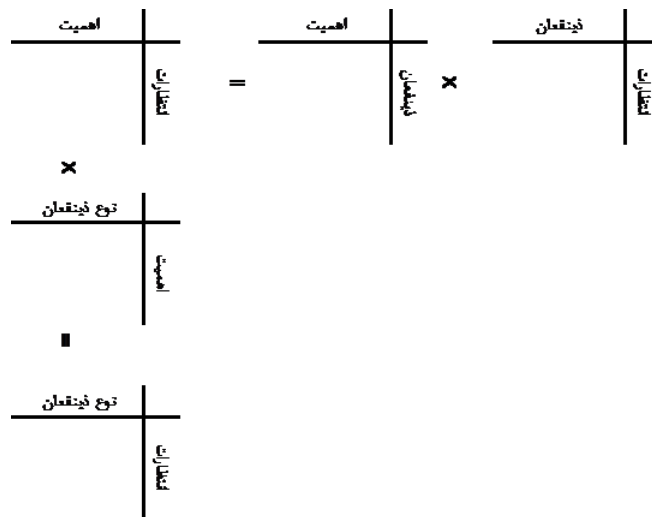 ذینفعان
انتظارات
×
اهمیت
ذینفعان
=
اهمیت
انتظارات
×
نوع ذینفعان
اهمیت
=
نوع ذینفعان
انتظارات